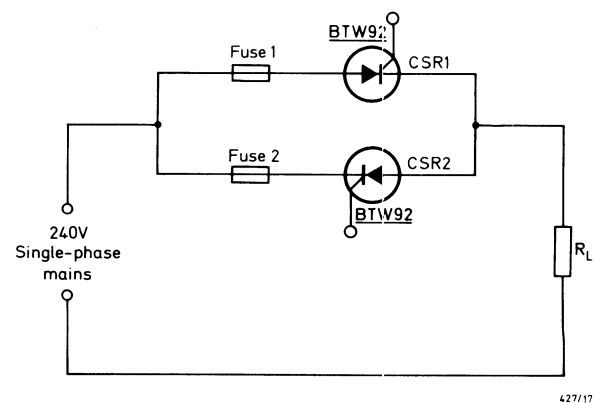 BTW92
Fuse 1
CSR1
Fuse 2
CSR2
BTW92
240V
Single-phase
mains
RL
427/17